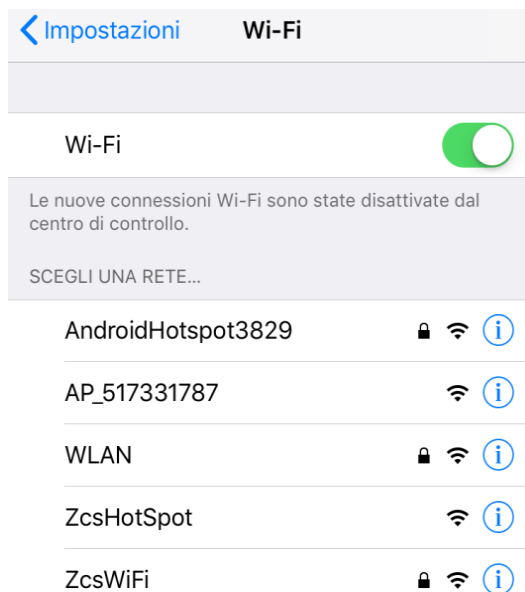 Impostazioni Wi-Fi
Wi-Fi
Le nuove connessioni Wi-Fi sono state disattivate dal
centro di controllo.
SCEGLI UNA RETE...
AndroidHotspot3829
AP_517331787
WLAN
ZcsHotSpot
ZcsWiFi